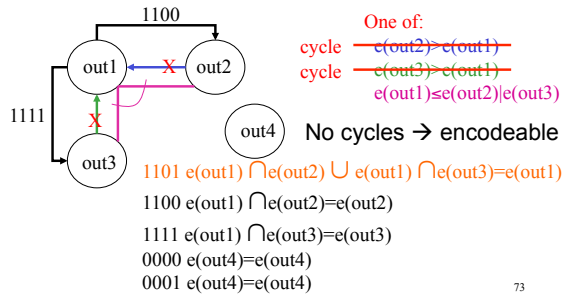 1100
One of:
cycle e(out2)>e(out1)
cycle e(out3)>e(out1)
e(out1)≤e(out2)|e(out3)
out1
X
out2
1111
X
out4
No cycles → encodeable
out3
1101 e(out1) ⋂e(out2) ⋃ e(out1) ⋂e(out3)=e(out1)
1100 e(out1) ⋂e(out2)=e(out2)
1111 e(out1) ⋂e(out3)=e(out3)
0000 e(out4)=e(out4)
0001 e(out4)=e(out4)
73